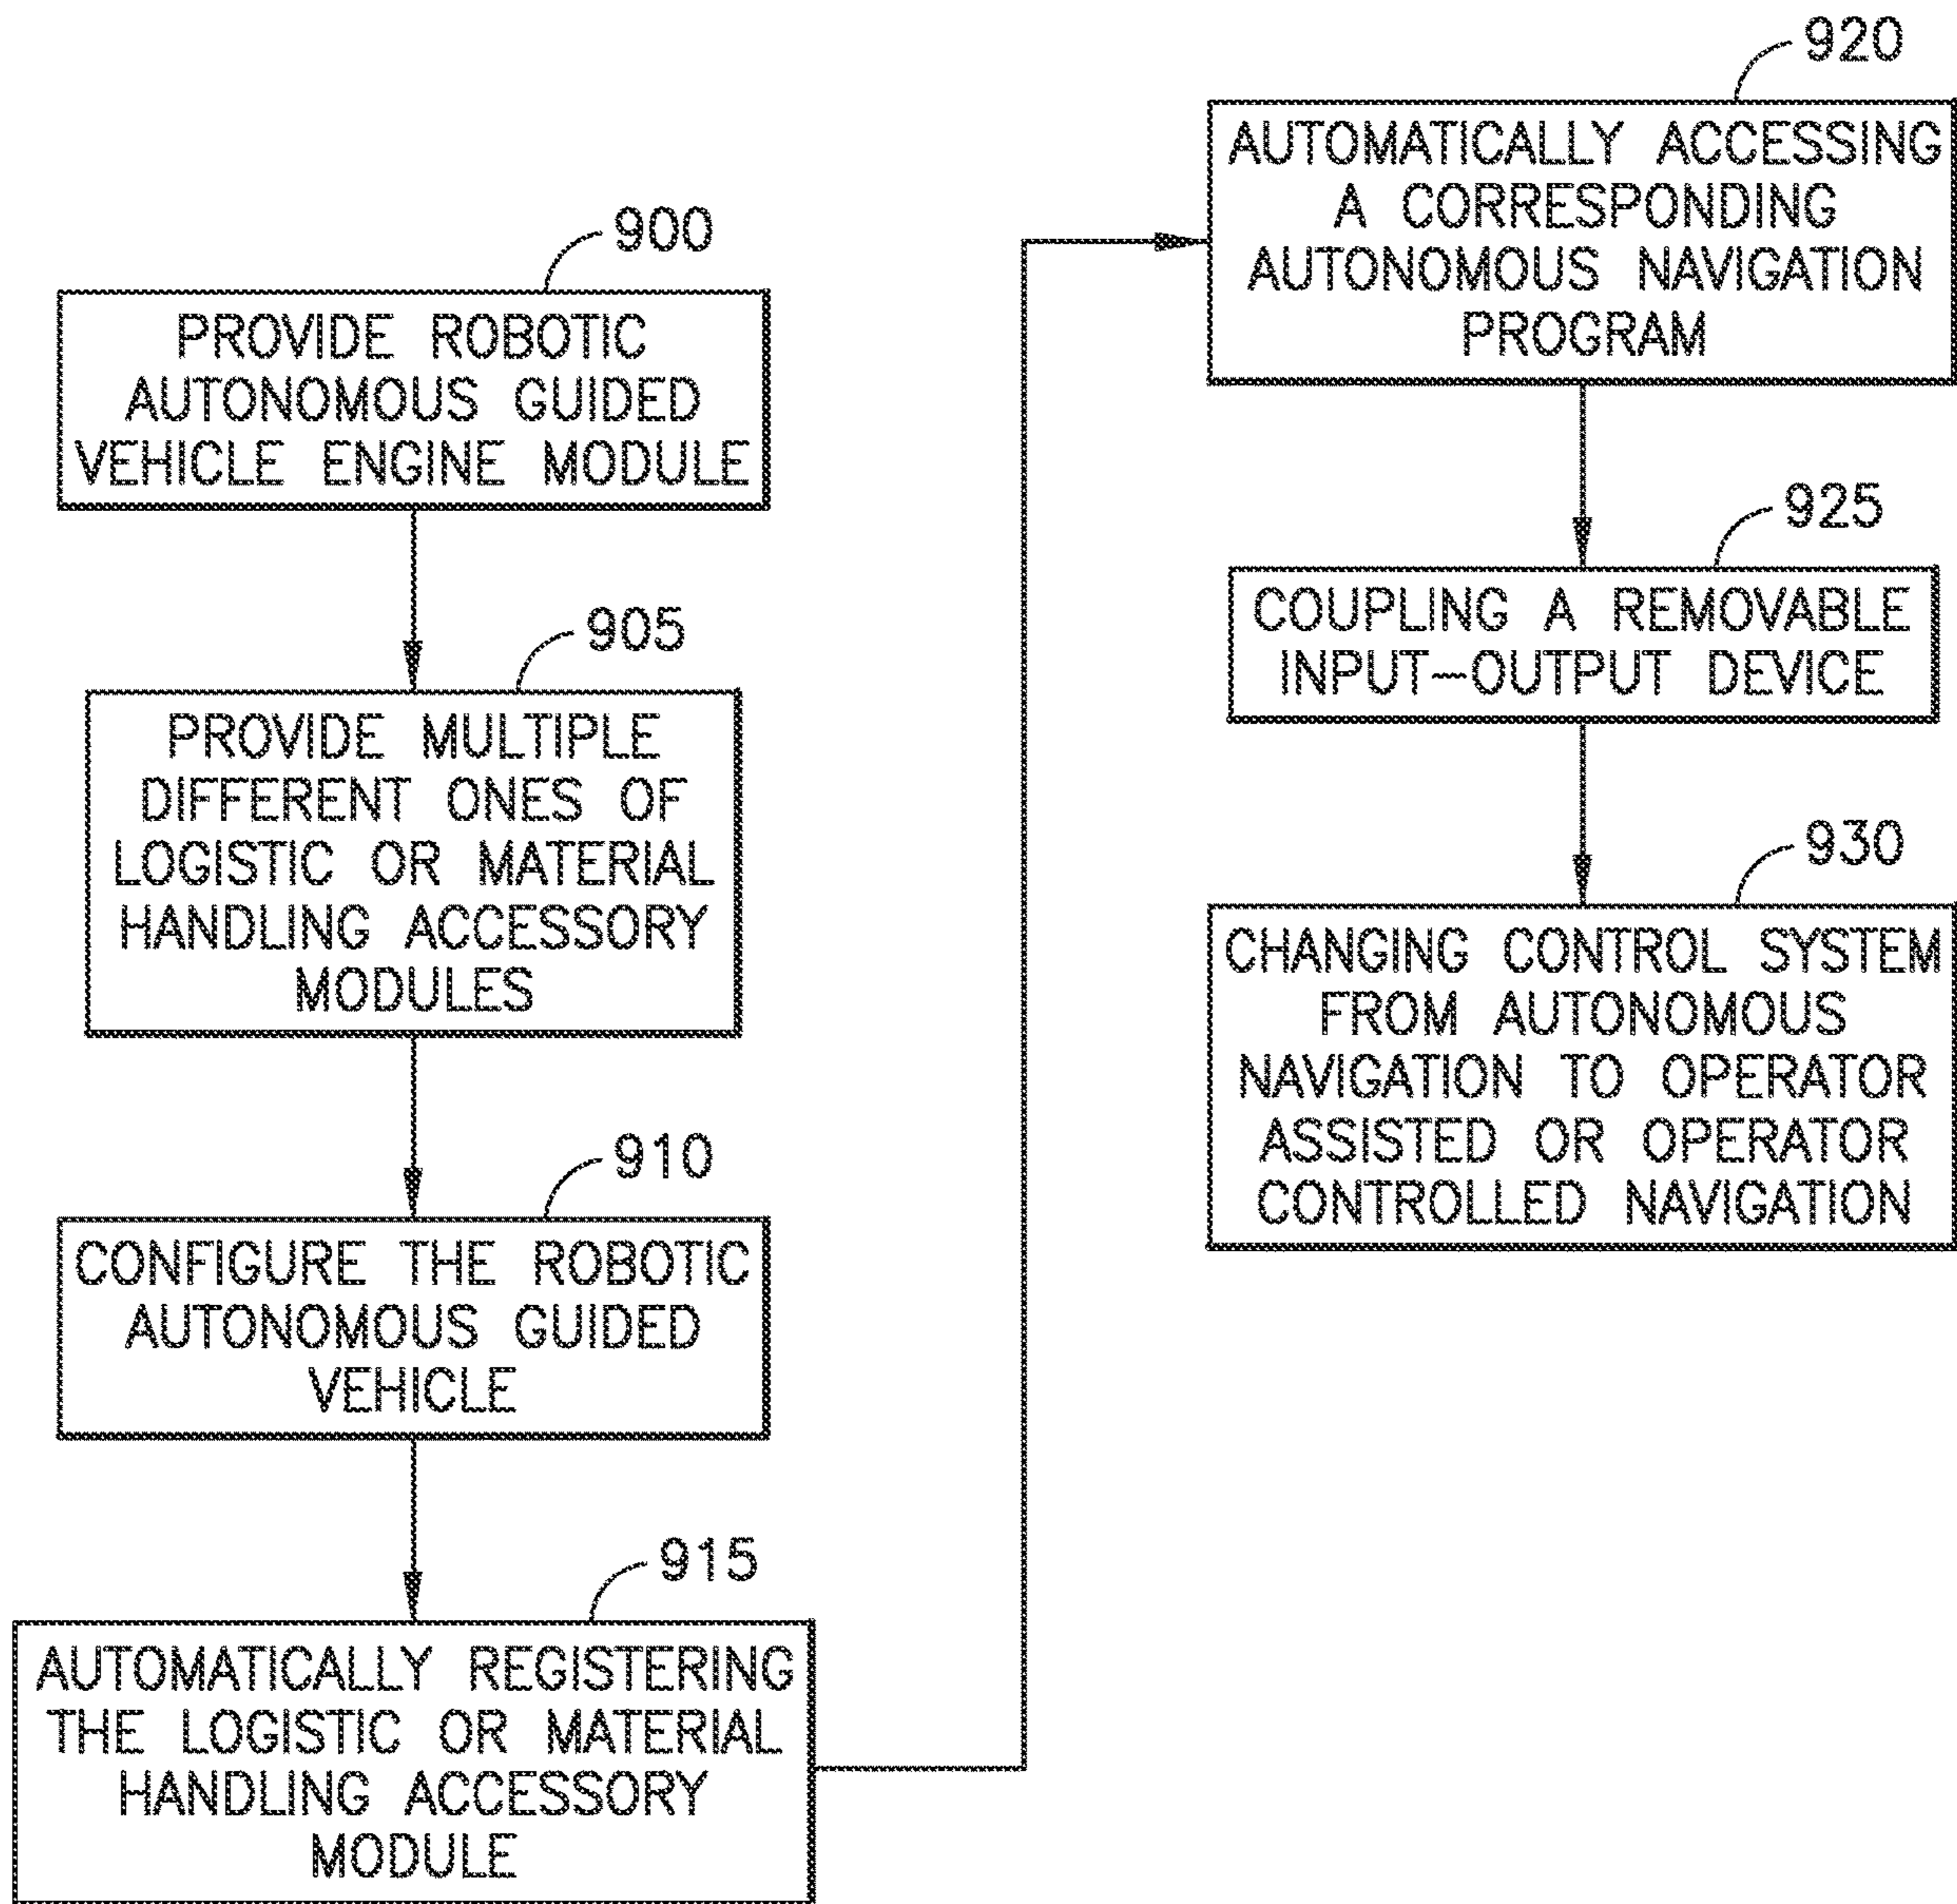 900
PROVIDE ROBOTIC
AUTONOMOUS GUIDED
VEHICLE ENGINE MODULE
905
PROVIDE MULTIPLE
DIFFERENT ONES OF
LOGISTIC OR MATERIAL
HANDLING ACCESSORY
MODULES
910
CONFIGURE THE ROBOTIC
AUTONOMOUS GUIDED
VEHICLE
915
AUTOMATICALLY REGISTERING
THE LOGISTIC OR MATERIAL
HANDLING ACCESSORY
MODULE
920
AUTOMATICALLY ACCESSING
A CORRESPONDING
AUTONOMOUS NAVIGATION
PROGRAM
925
COUPLING A REMOVABLE
INPUT-OUTPUT DEVICE
930
CHANGING CONTROL SYSTEM
FROM AUTONOMOUS
NAVIGATION TO OPERATOR
ASSISTED OR OPERATOR
CONTROLLED NAVIGATION